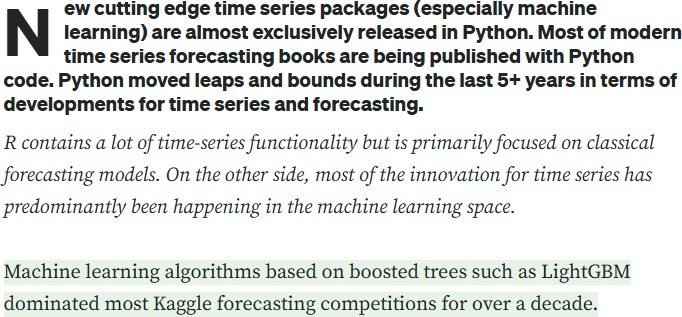 New cutting edge time series packages (especially machine
learning) are almost exclusively released in Python. Most of modern
time series forecasting books are being published with Python
code. Python moved leaps and bounds during the last 5+ years in terms of
developments for time series and forecasting.
R contains a lot of time-series functionality but is primarily focused on classical
forecasting models. On the other side, most of the innovation for time series has
predominantly been happening in the machine learning space.
Machine learning algorithms based on boosted trees such as LightGBM
dominated most Kaggle forecasting competitions for over a decade.